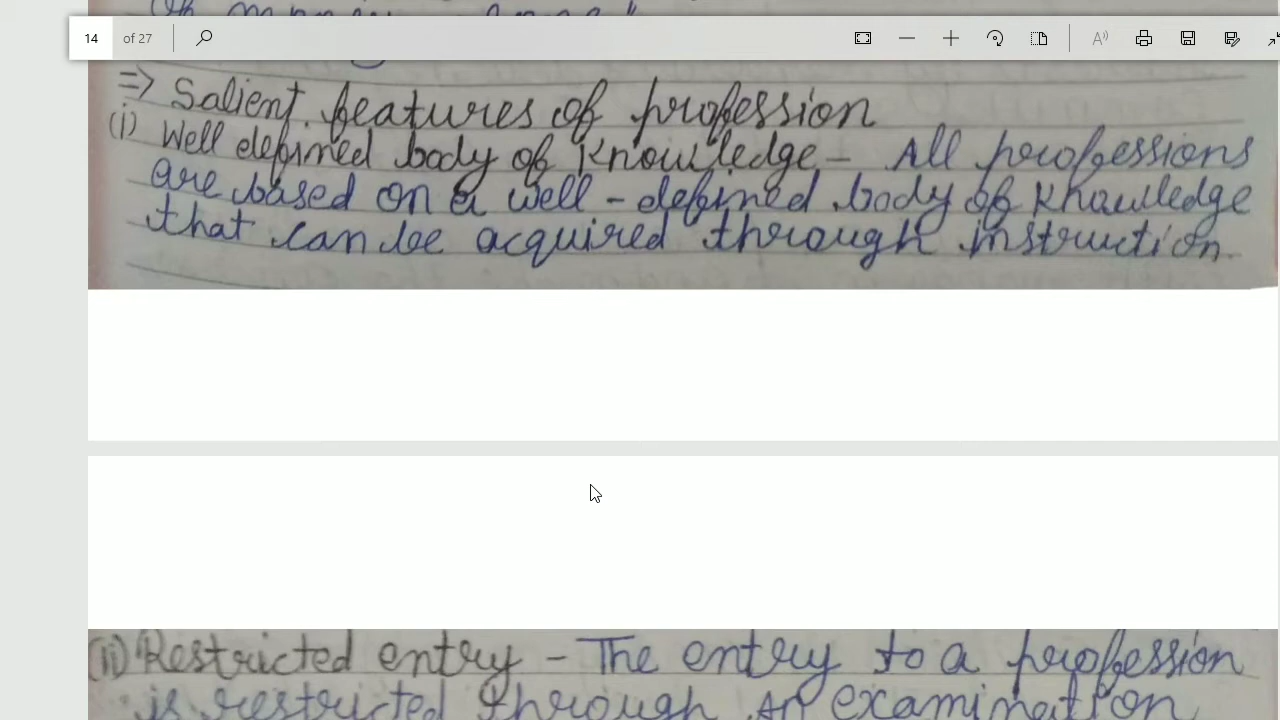 14 of 27
=> Salient features of profession
(i) Well defined body of knowledge - All professions
are based on a well-defined body of knowledge
that can be acquired through instruction.
(ii) Restricted entry - The entry to a profession
is restricted through an examination